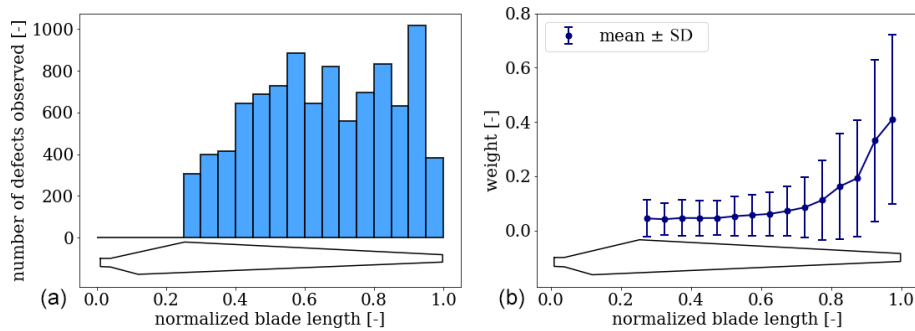 number of defects observed [-]
1000
800
600
400
200
0
(a)
0.0 0.2 0.4 0.6 0.8 1.0
normalized blade length [-]
weight [-]
0.8
0.6
0.4
0.2
0.0
mean ± SD
(b)
0.0 0.2 0.4 0.6 0.8 1.0
normalized blade length [-]